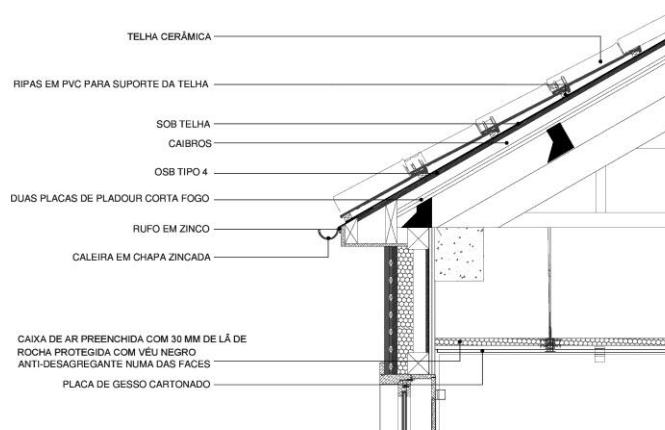 TELHA CERÂMICA
RIPAS EM PVC PARA SUPORTE DA TELHA
SOB TELHA
CAIBROS
OSB TIPO 4
DUAS PLACAS DE PLADOUR CORTA FOGO
RUFO EM ZINCO
CALEIRA EM CHAPA ZINCADA
CAIXA DE AR PREENCHIDA COM 30 MM DE LÃ DE
ROCHA PROTEGIDA COM VÉU NEGRO
ANTI-DESAGREGANTE NUMA DAS FACES
PLACA DE GESSO CARTONADO